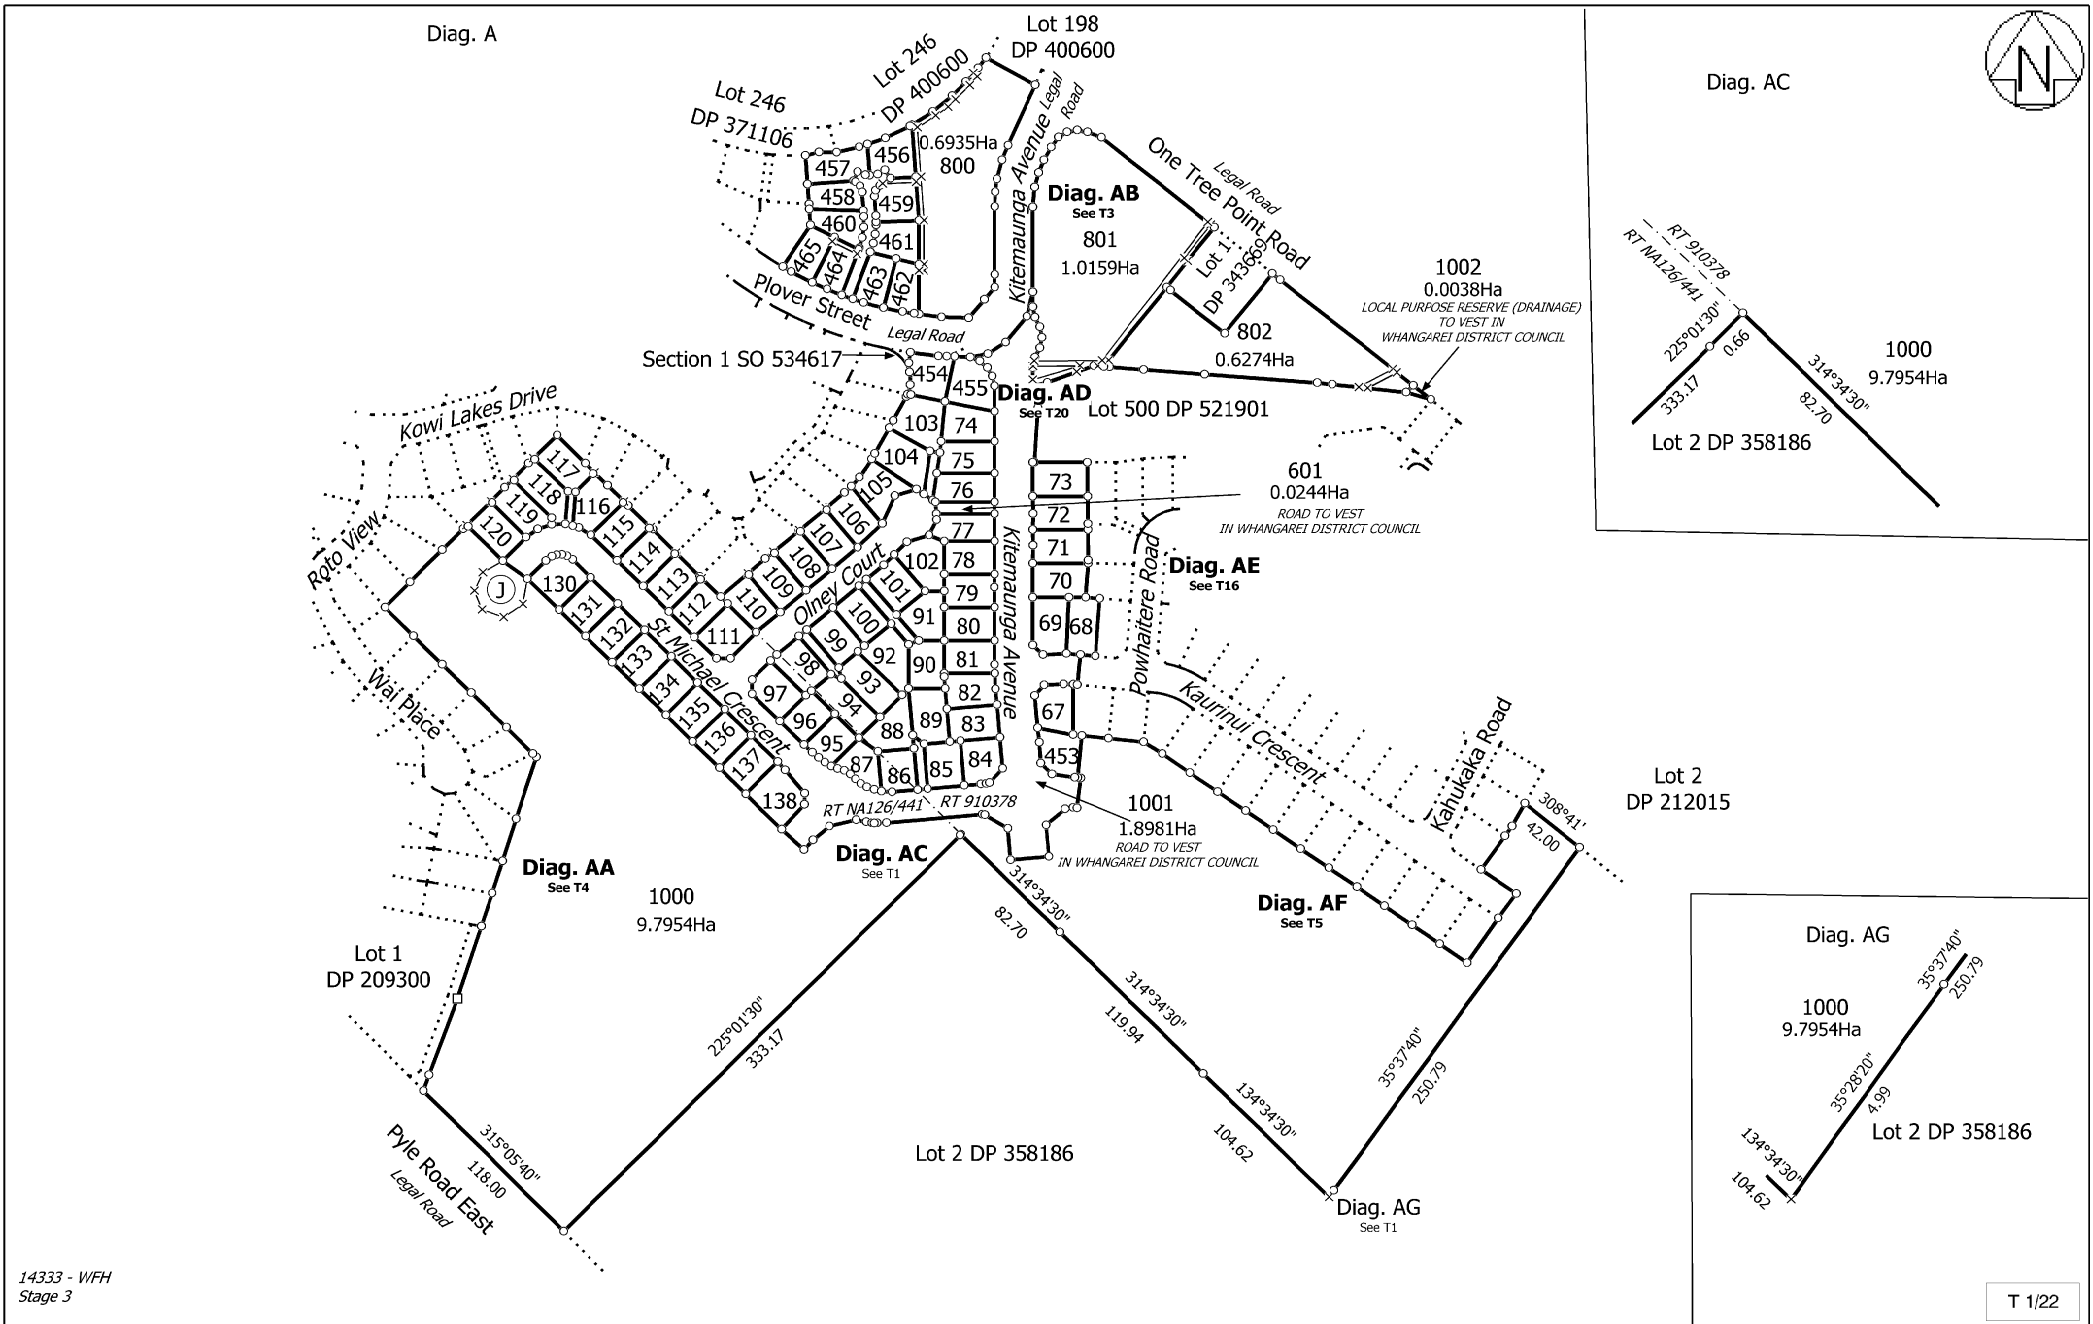 Diag. A
Lot 198
DP 400600
Lot 246
DP 400600
Lot 246
DP 371106
Legal
Road
Kitemaunga Avenue
One Tree Point Road
Legal Road
Diag. AC
N
456
0.6935Ha
800
457
458
459
460
461
465
464
463
462
Diag. AB
See T3
801
1.0159Ha
Lot 1
DP 343669
802
0.6274Ha
1002
0.0038Ha
LOCAL PURPOSE RESERVE (DRAINAGE)
TO VEST IN
WHANGAREI DISTRICT COUNCIL
RT 910378
RT NA126/441
225°01'30"
0.66
333.17
314°34'30"
82.70
1000
9.7954Ha
Lot 2 DP 358186
Plover Street
Legal Road
Section 1 SO 534617
454
455
Diag. AD
See T20
Lot 500 DP 521901
Kowi Lakes Drive
103
74
104
75
105
76
77
601
0.0244Ha
ROAD TO VEST
IN WHANGAREI DISTRICT COUNCIL
73
72
71
70
69
68
117
118
116
119
115
120
114
113
112
111
110
109
108
107
106
Roto View
J
130
131
132
133
134
135
136
137
138
St Michael Crescent
Olney Court
102
78
101
79
91
80
100
99
92
90
81
98
93
82
97
94
89
83
96
88
95
84
87
86
85
Kitemaunga Avenue
Powhaitere Road
Diag. AE
See T16
67
453
Kaurinui Crescent
Kahukaka Road
Wai Place
RT NA126/441
RT 910378
1001
1.8981Ha
ROAD TO VEST
IN WHANGAREI DISTRICT COUNCIL
Lot 2
DP 212015
308°41'
42.00
Diag. AA
See T4
Diag. AC
See T1
1000
9.7954Ha
314°34'30"
82.70
Diag. AF
See T5
Lot 1
DP 209300
225°01'30"
333.17
314°34'30"
119.94
35°37'40"
250.79
134°34'30"
104.62
Pyle Road East
Legal Road
315°05'40"
118.00
Lot 2 DP 358186
Diag. AG
See T1
Diag. AG
35°37'40"
250.79
1000
9.7954Ha
35°28'20"
4.99
Lot 2 DP 358186
134°34'30"
104.62
14333 - WFH
Stage 3
T 1/22